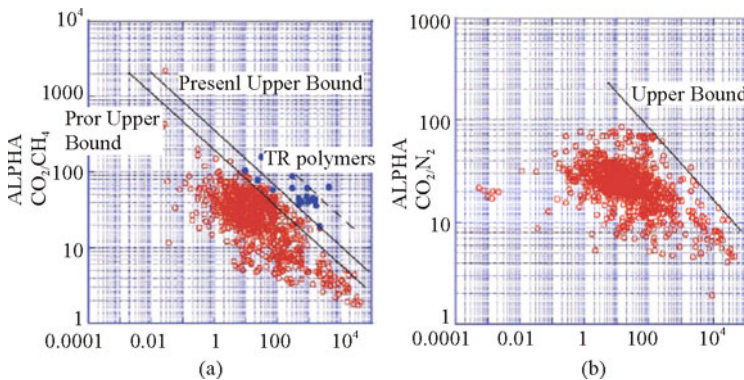 10⁴
1000
100
10
1
ALPHA
CO₂/CH₄
Presenl Upper Bound
Pror Upper
Bound
TR polymers
0.0001 0.01 1 100 10⁴
(a)
1000
100
10
1
ALPHA
CO₂/N₂
Upper Bound
0.0001 0.01 1 100 10⁴
(b)